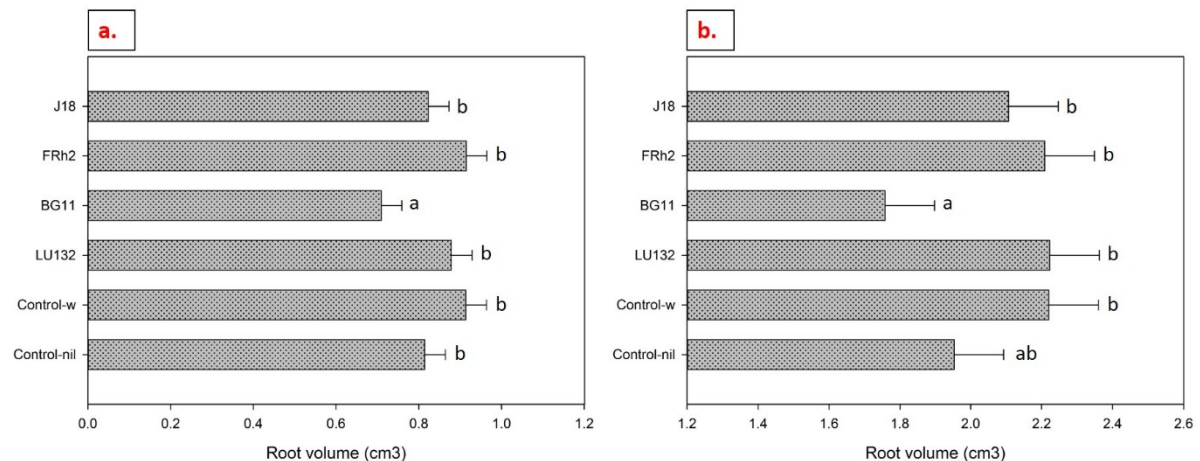 a.
J18
b
FRh2
b
BG11
a
LU132
b
Control-w
b
Control-nil
b
0.0 0.2 0.4 0.6 0.8 1.0 1.2
Root volume (cm3)
b.
J18
b
FRh2
b
BG11
a
LU132
b
Control-w
b
Control-nil
ab
1.2 1.4 1.6 1.8 2.0 2.2 2.4 2.6
Root volume (cm3)